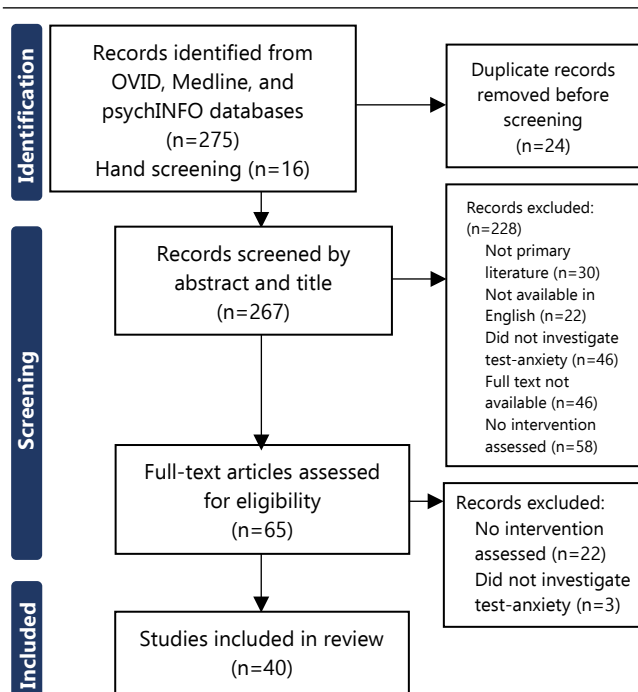 Identification
Records identified from
OVID, Medline, and
psychINFO databases
(n=275)
Hand screening (n=16)
Duplicate records
removed before
screening
(n=24)
Screening
Records screened by
abstract and title
(n=267)
Records excluded:
(n=228)
Not primary
literature (n=30)
Not available in
English (n=22)
Did not investigate
test-anxiety (n=46)
Full text not
available (n=46)
No intervention
assessed (n=58)
Full-text articles assessed
for eligibility
(n=65)
Records excluded:
No intervention
assessed (n=22)
Did not investigate
test-anxiety (n=3)
Included
Studies included in review
(n=40)